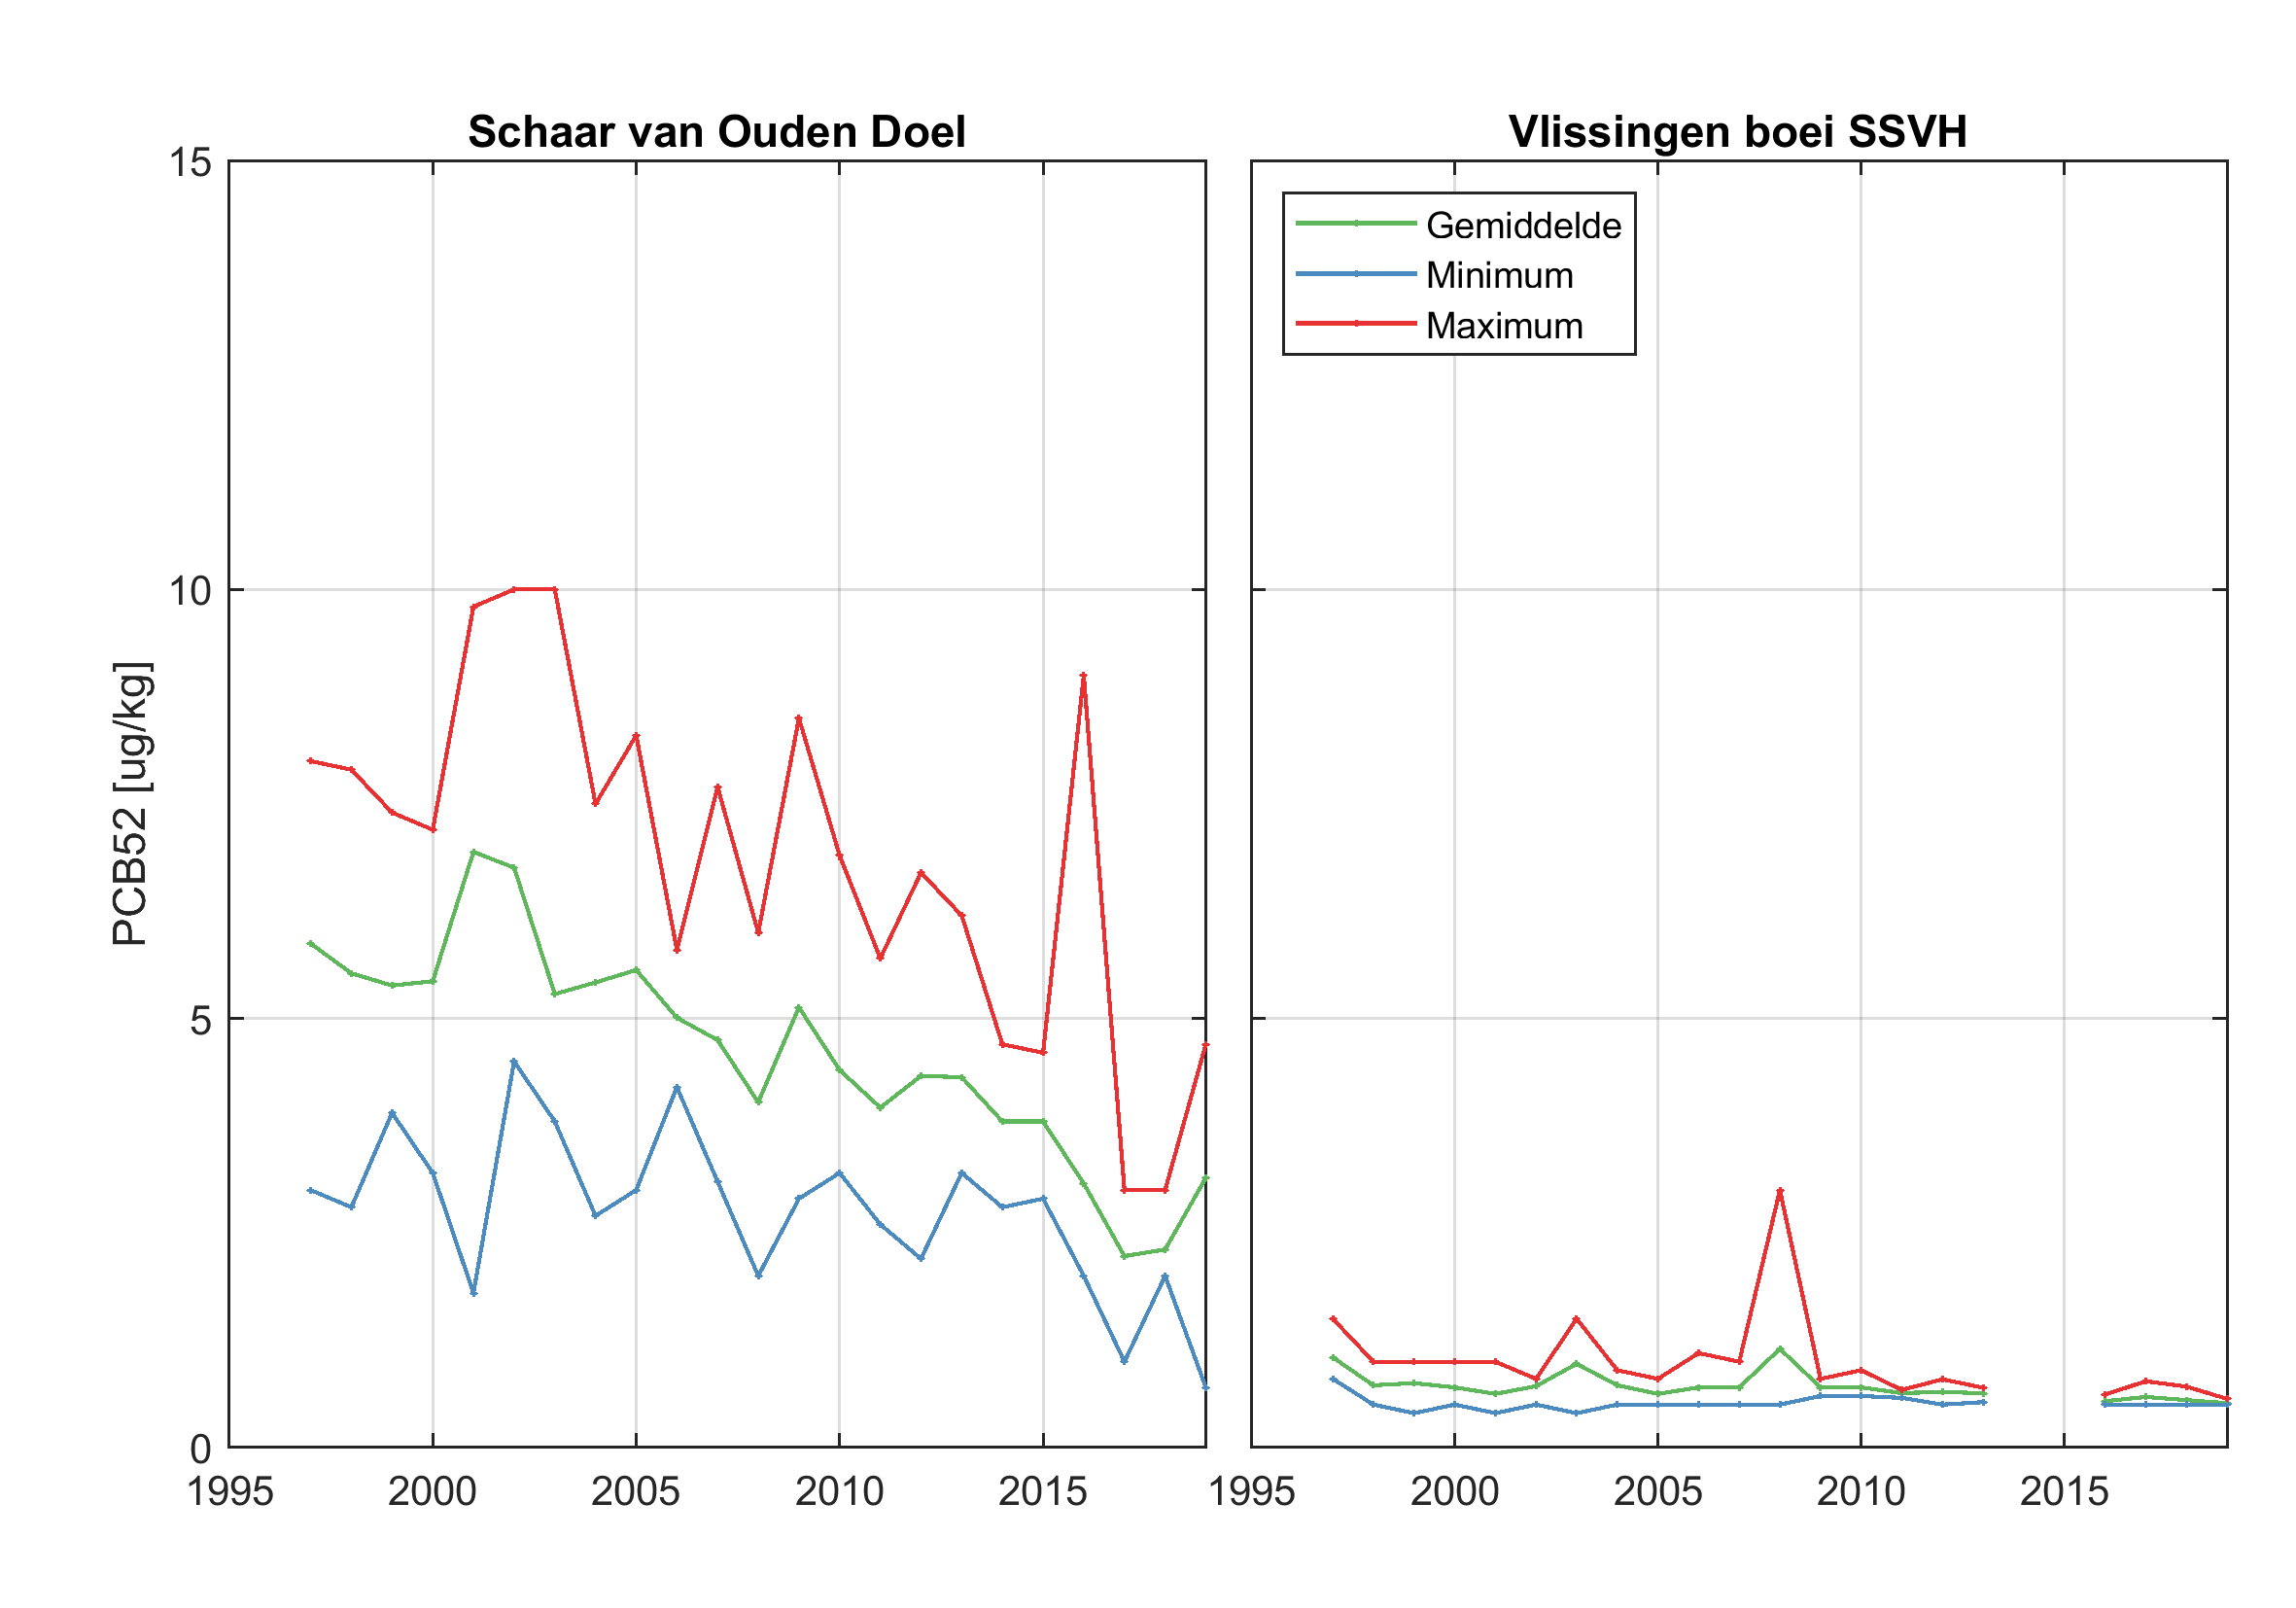 Schaar van Ouden Doel
Vlissingen boei SSVH
15
10
5
0
PCB52 [ug/kg]
Gemiddelde
Minimum
Maximum
1995 2000 2005 2010 2015
1995 2000 2005 2010 2015